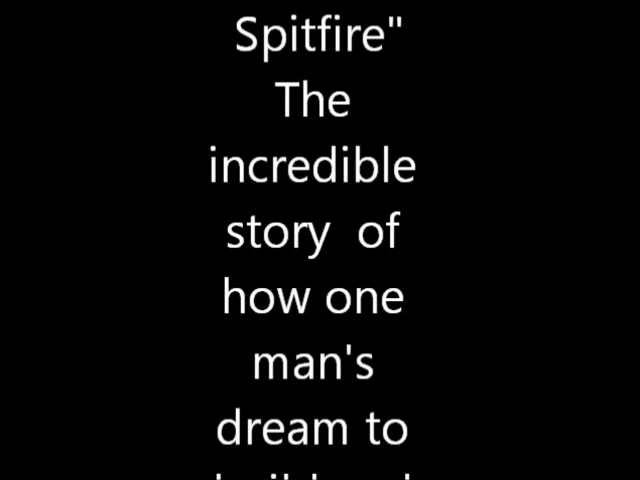 Spitfire"
The
incredible
story  of
how one
man's
dream to